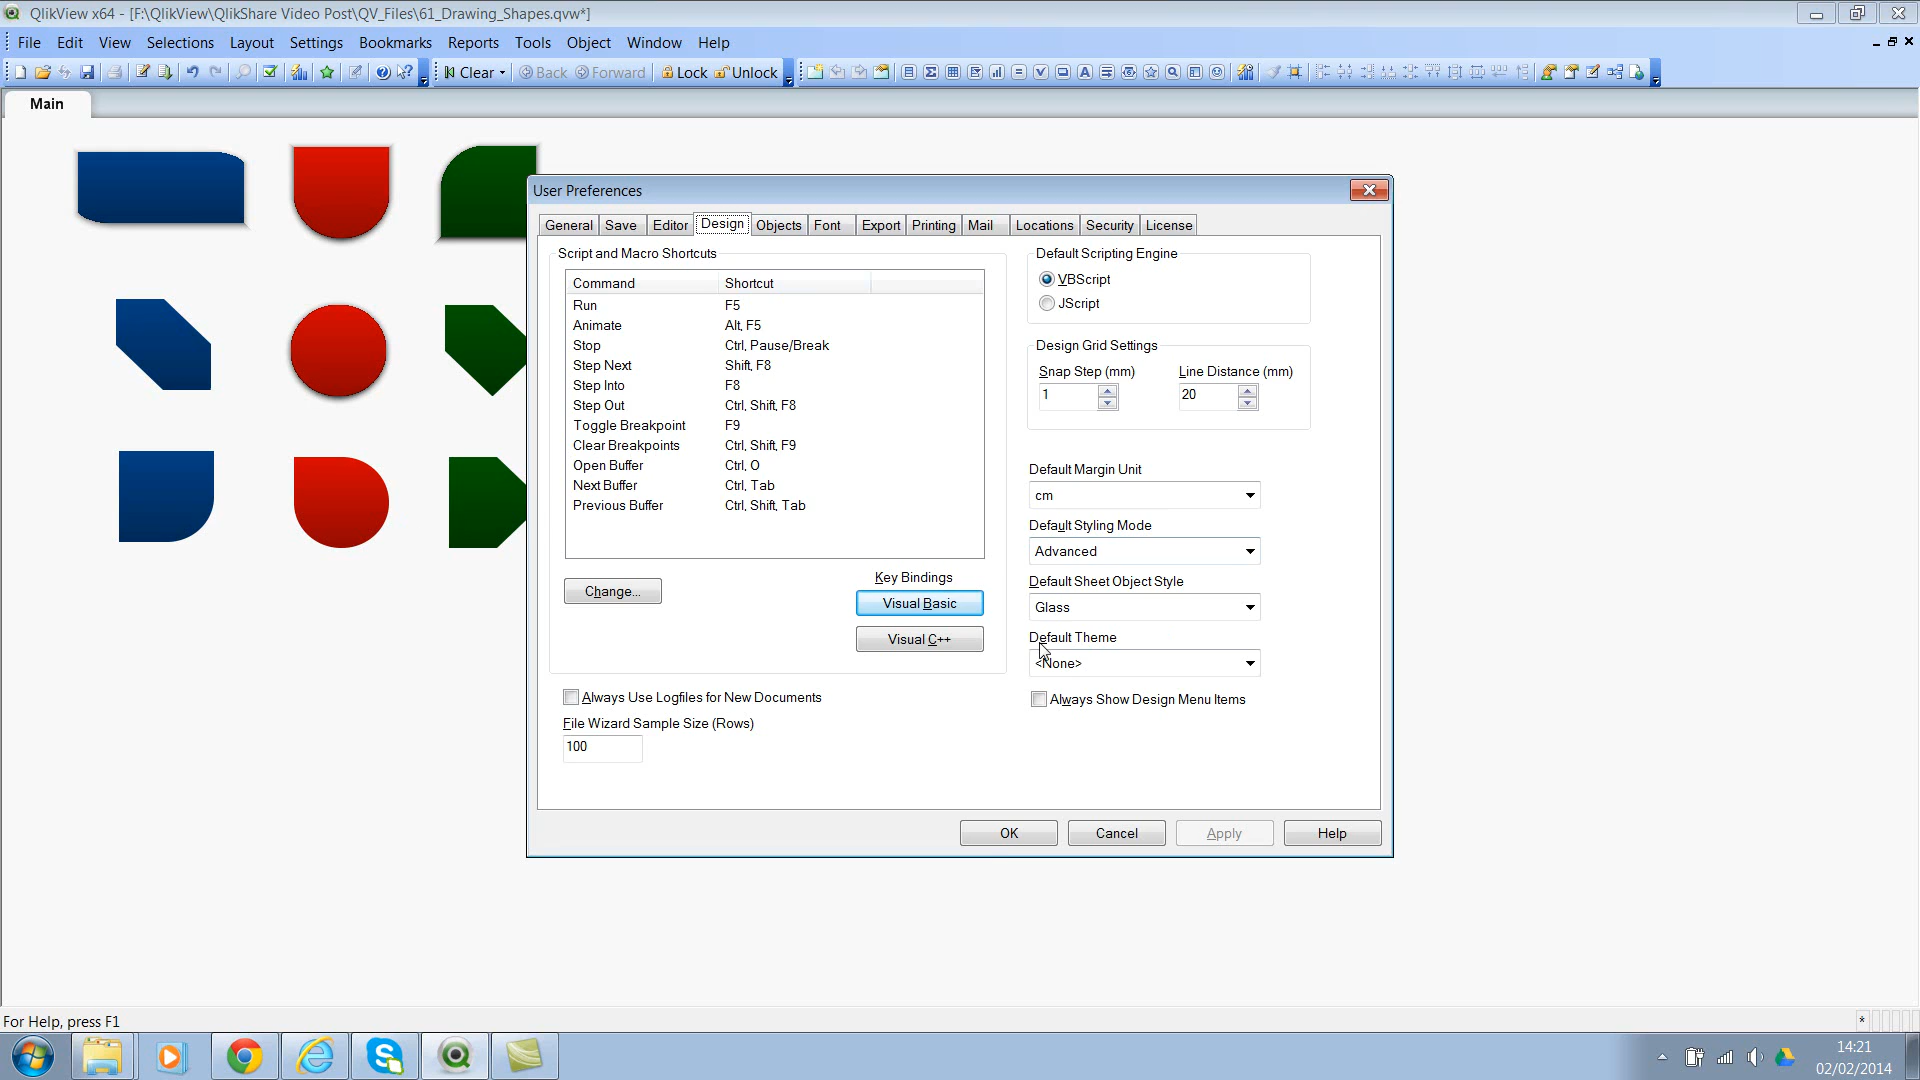 QlikView x64 - [F:\QlikView\QlikShare Video Post\QV_Files\61_Drawing_Shapes.qvw*]
File Edit View Selections Layout Settings Bookmarks Reports Tools Object Window Help
Clear Back Forward Lock Unlock
Main
User Preferences
General Save Editor Design Objects Font Export Printing Mail Locations Security License
Script and Macro Shortcuts
Command Shortcut
Run F5
Animate Alt, F5
Stop Ctrl, Pause/Break
Step Next Shift, F8
Step Into F8
Step Out Ctrl, Shift, F8
Toggle Breakpoint F9
Clear Breakpoints Ctrl, Shift, F9
Open Buffer Ctrl, O
Next Buffer Ctrl, Tab
Previous Buffer Ctrl, Shift, Tab
Change...
Key Bindings
Visual Basic
Visual C++
Always Use Logfiles for New Documents
File Wizard Sample Size (Rows)
100
Default Scripting Engine
VBScript
JScript
Design Grid Settings
Snap Step (mm) Line Distance (mm)
1 20
Default Margin Unit
cm
Default Styling Mode
Advanced
Default Sheet Object Style
Glass
Default Theme
<None>
Always Show Design Menu Items
OK Cancel Apply Help
For Help, press F1
*
14:21
02/02/2014